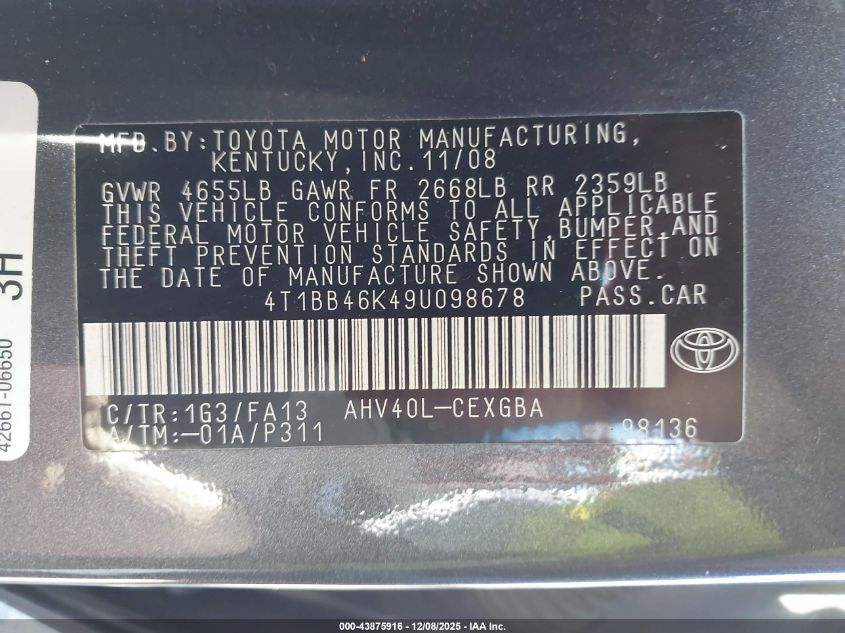 MFD.BY:TOYOTA MOTOR MANUFACTURING,
KENTUCKY,INC.11/08
GVWR 4655LB GAWR FR 2668LB RR 2359LB
THIS VEHICLE CONFORMS TO ALL APPLICABLE
FEDERAL MOTOR VEHICLE SAFETY,BUMPER,AND
THEFT PREVENTION STANDARDS IN EFFECT ON
THE DATE OF MANUFACTURE SHOWN ABOVE.
4T1BB46K49U098678 PASS.CAR
C/TR:1G3/FA13 AHV40L-CEXGBA
A/TM:-01A/P311 98136
42661-06650 3H
000-43875916 - 12/08/2025 - IAA Inc.